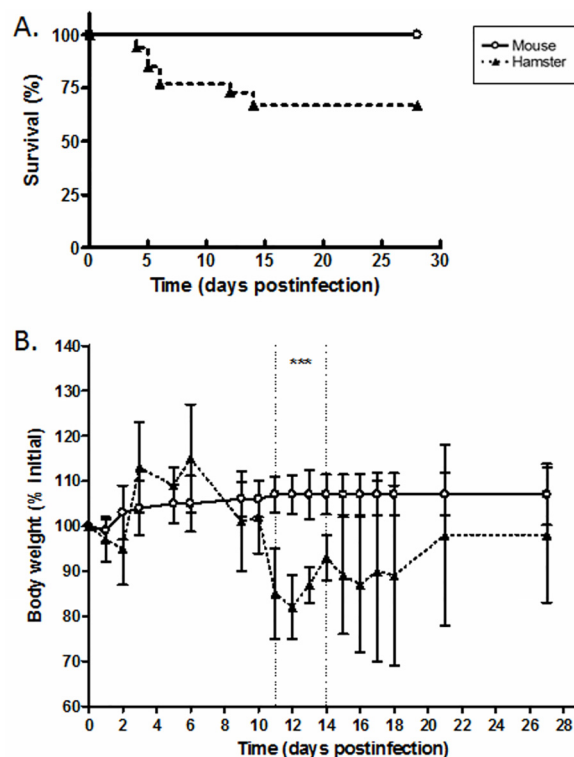 A.
Survival (%)
100
75
50
25
0
0 5 10 15 20 25 30
Time (days postinfection)
Mouse
Hamster
B.
Body weight (% Initial)
140
130
120
110
100
90
80
70
60
***
0 2 4 6 8 10 12 14 16 18 20 22 24 26 28
Time (days postinfection)